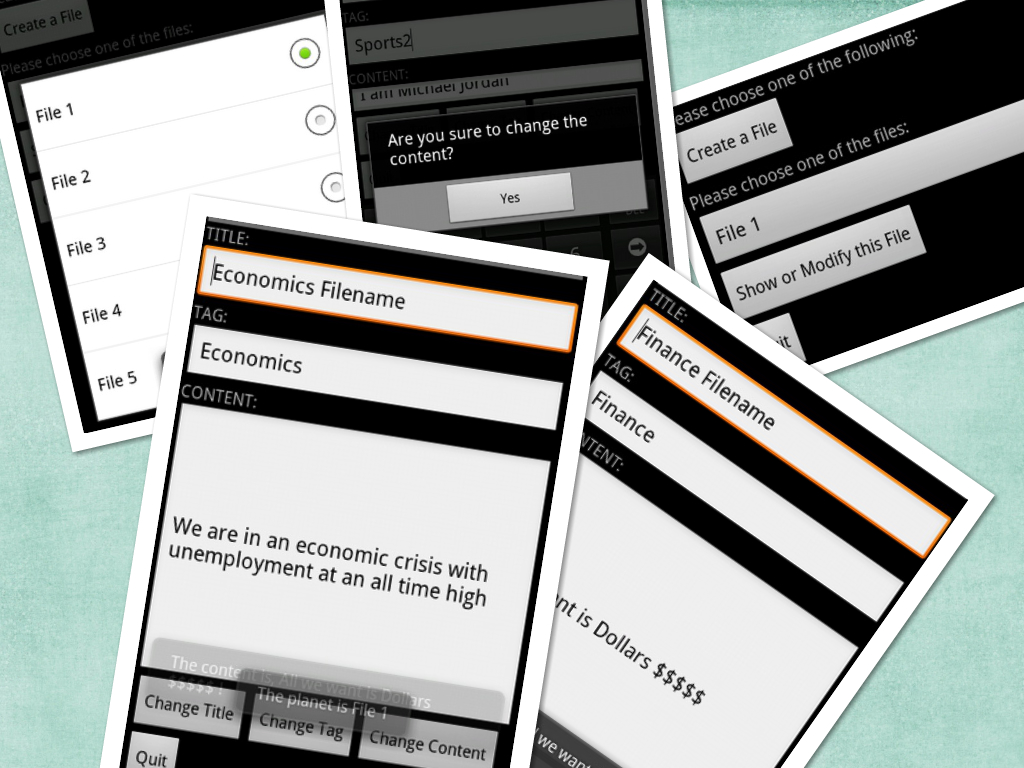 Create a File
Please choose one of the files:
File 1
File 2
File 3
File 4
File 5
TAG:
Sports2
CONTENT:
I am Michael Jordan
Are you sure to change the
content?
Yes
ease choose one of the following:
Create a File
Please choose one of the files:
File 1
Show or Modify this File
it
TITLE:
Economics Filename
TAG:
Economics
CONTENT:
We are in an economic crisis with
unemployment at an all time high
The content is, All we want is Dollars
$$$$$ !
The planet is File 1
Change Title
Change Tag
Change Content
Quit
TITLE:
Finance Filename
TAG:
Finance
NTENT:
nt is Dollars $$$$$
we want